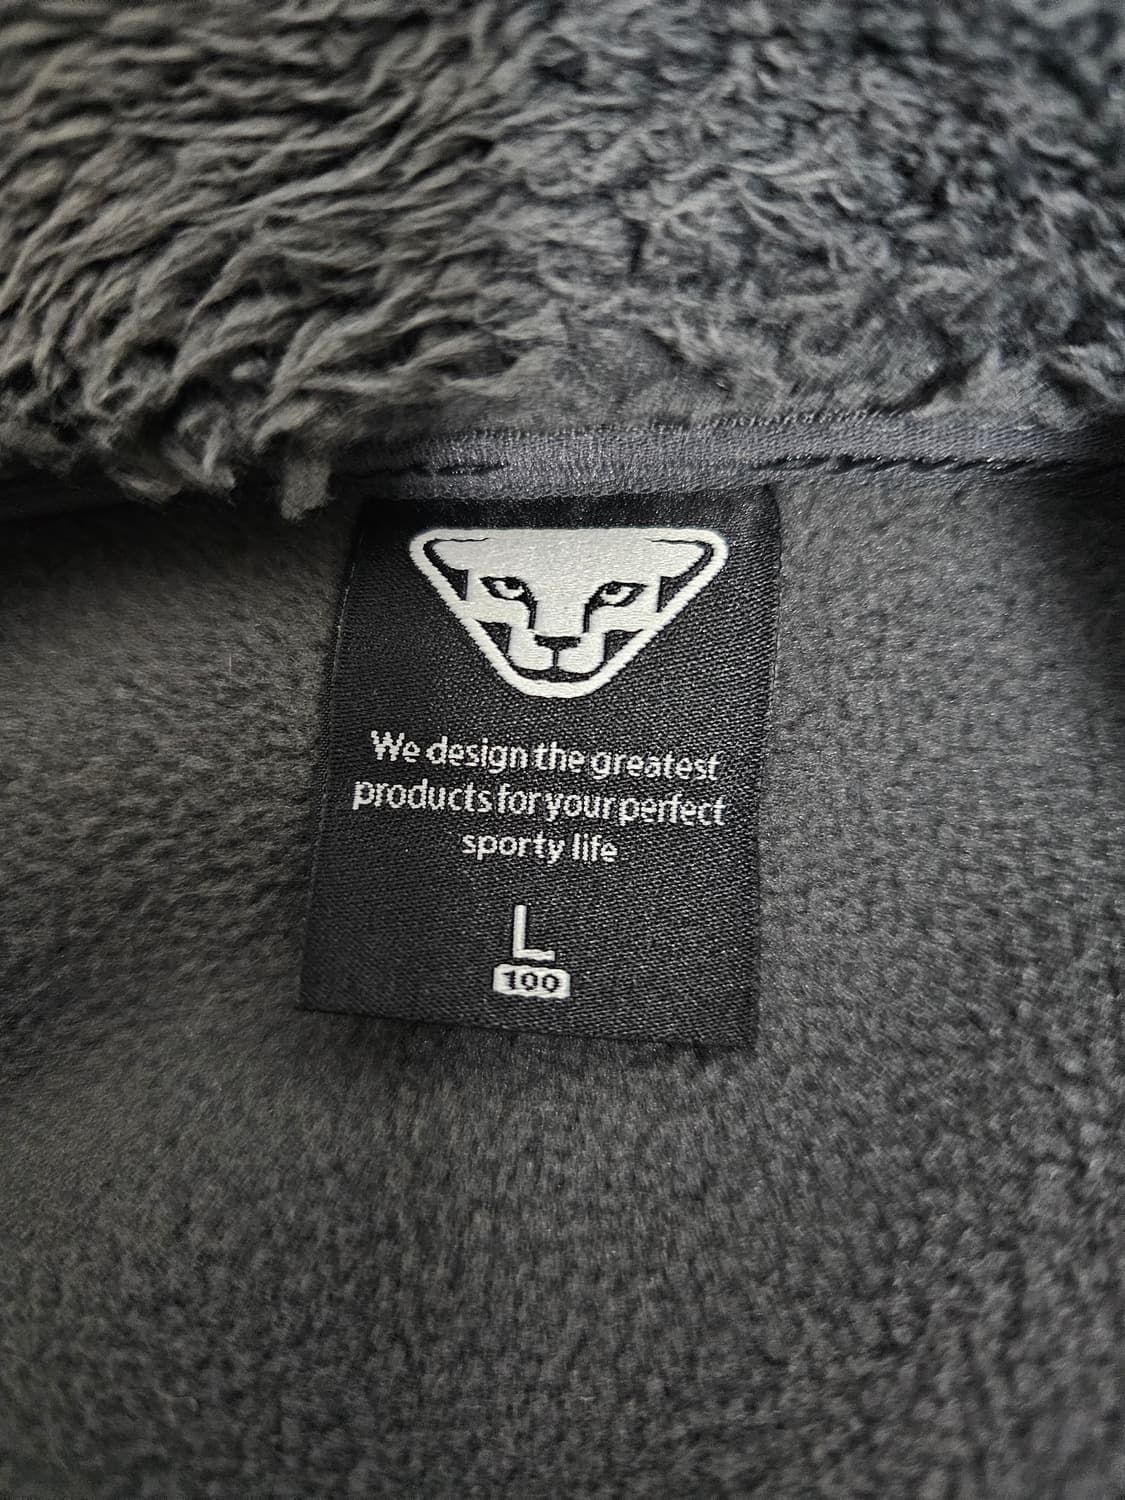 We design the greatest
products for your perfect
sporty life
L
100